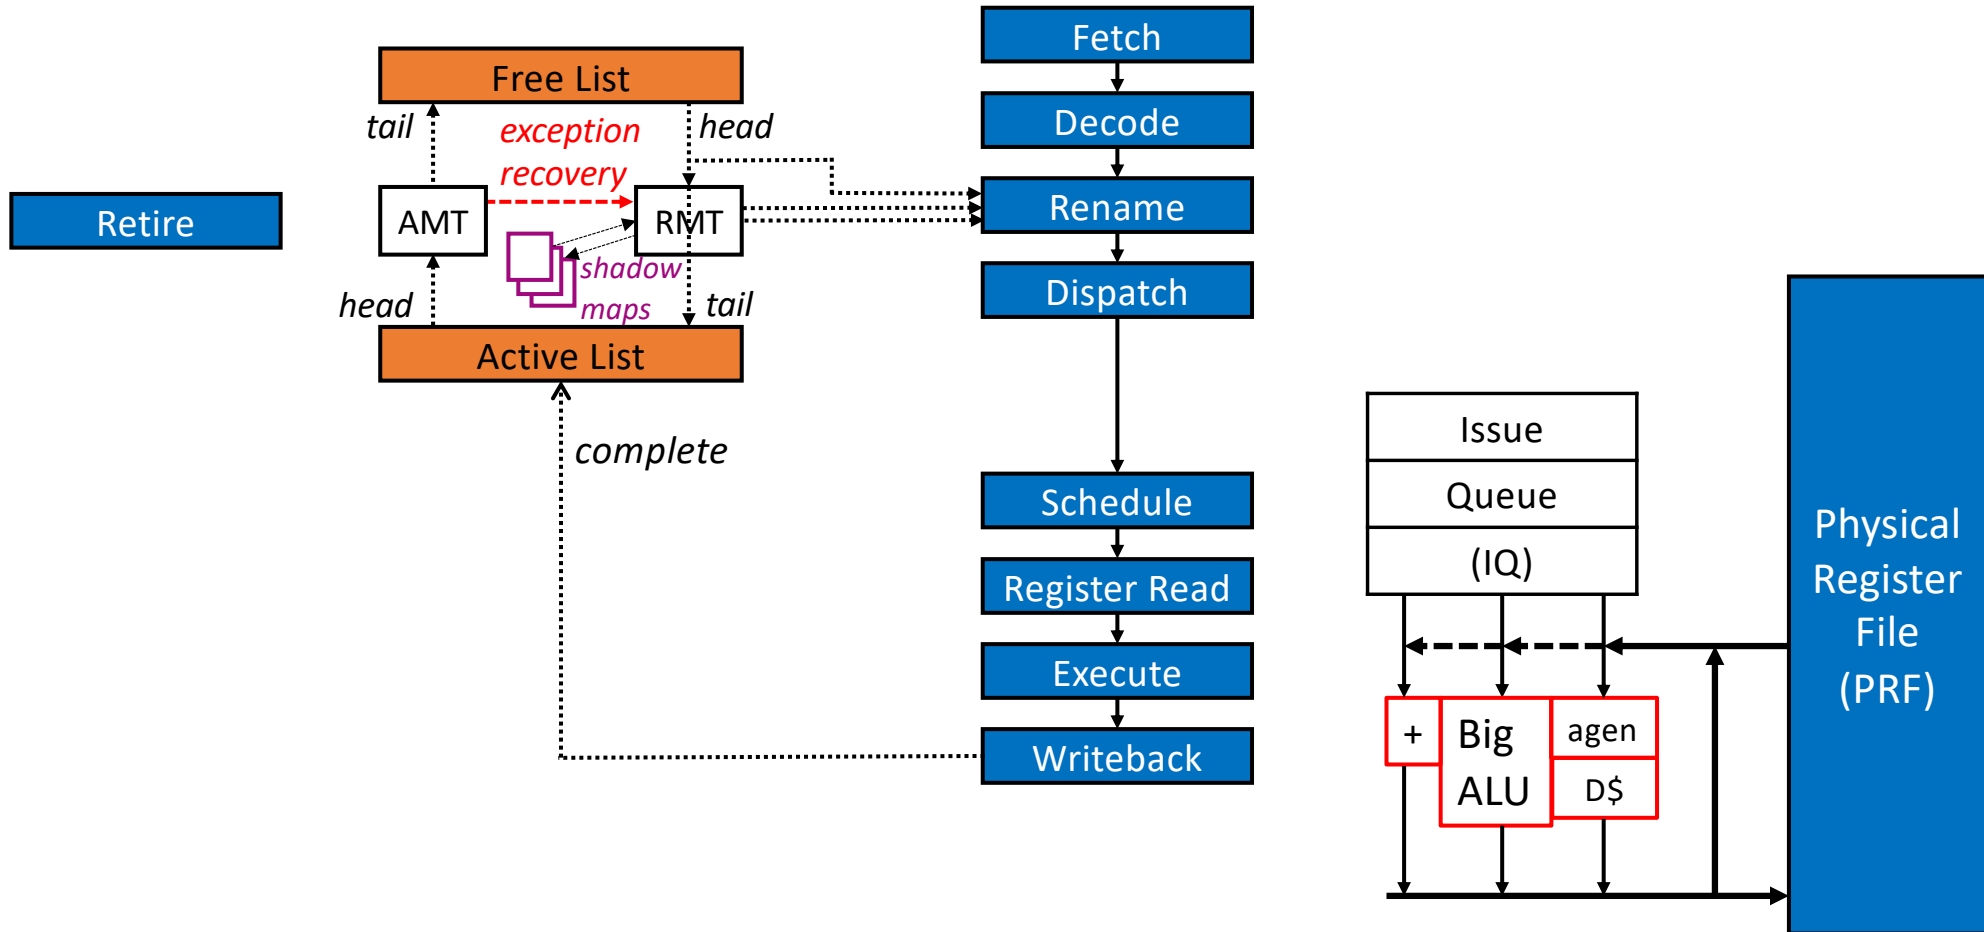 Fetch
Free List
Decode
tail
exception
recovery
head
Retire
AMT
RMT
Rename
shadow
maps
head
tail
Dispatch
Active List
complete
Issue
Queue
(IQ)
Schedule
Register Read
Execute
Writeback
+
Big
ALU
agen
D$
Physical
Register
File
(PRF)